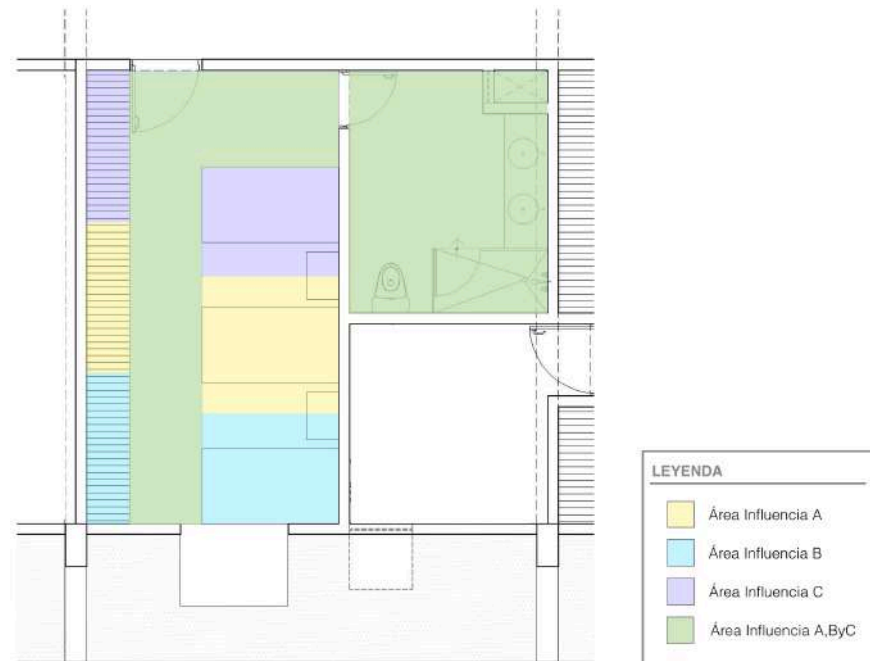 LEYENDA
Área Influencia A
Área Influencia B
Área Influencia C
Área Influencia A,ByC